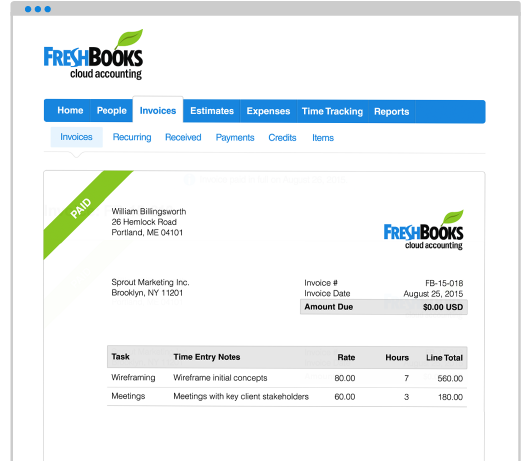 FRESHBOOKS
cloud accounting
Home People Invoices Estimates Expenses Time Tracking Reports
Invoices Recurring Received Payments Credits Items
PAID
William Billingsworth
26 Hemlock Road
Portland, ME 04101
FRESHBOOKS
cloud accounting
Sprout Marketing Inc.
Brooklyn, NY 11201
Invoice # FB-15-018
Invoice Date August 25, 2015
Amount Due $0.00 USD
Task Time Entry Notes Rate Hours Line Total
Wireframing Wireframe initial concepts 80.00 7 560.00
Meetings Meetings with key client stakeholders 60.00 3 180.00